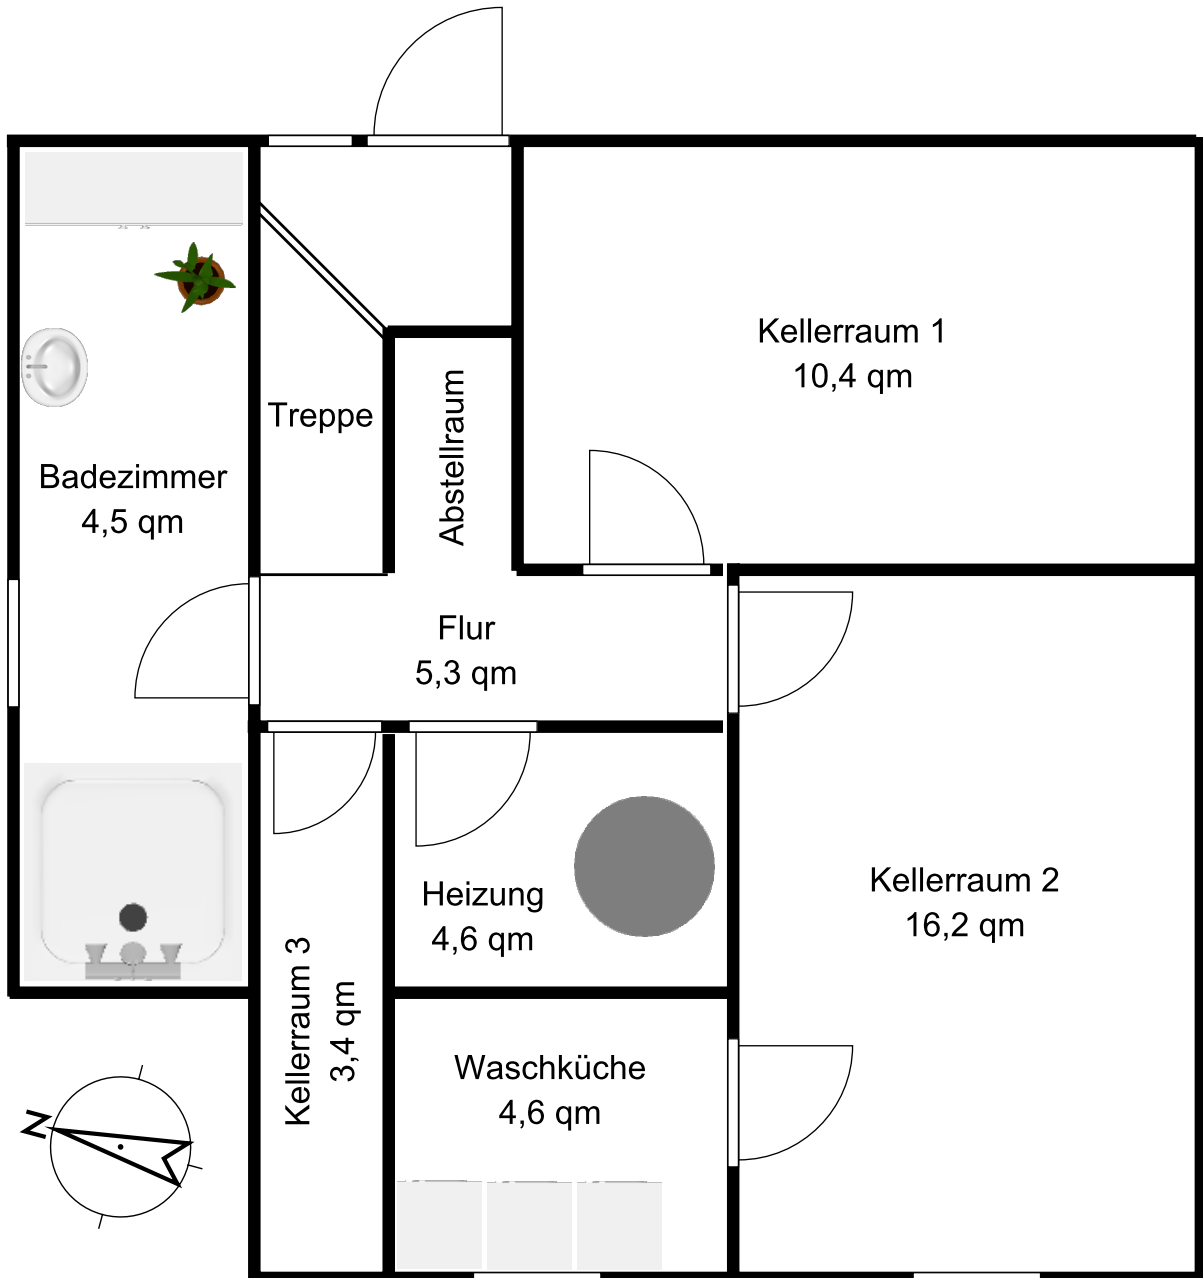 Kellerraum 1
10,4 qm
Treppe
Abstellraum
Badezimmer
4,5 qm
Flur
5,3 qm
Heizung
4,6 qm
Kellerraum 2
16,2 qm
Kellerraum 3
3,4 qm
Waschküche
4,6 qm
N